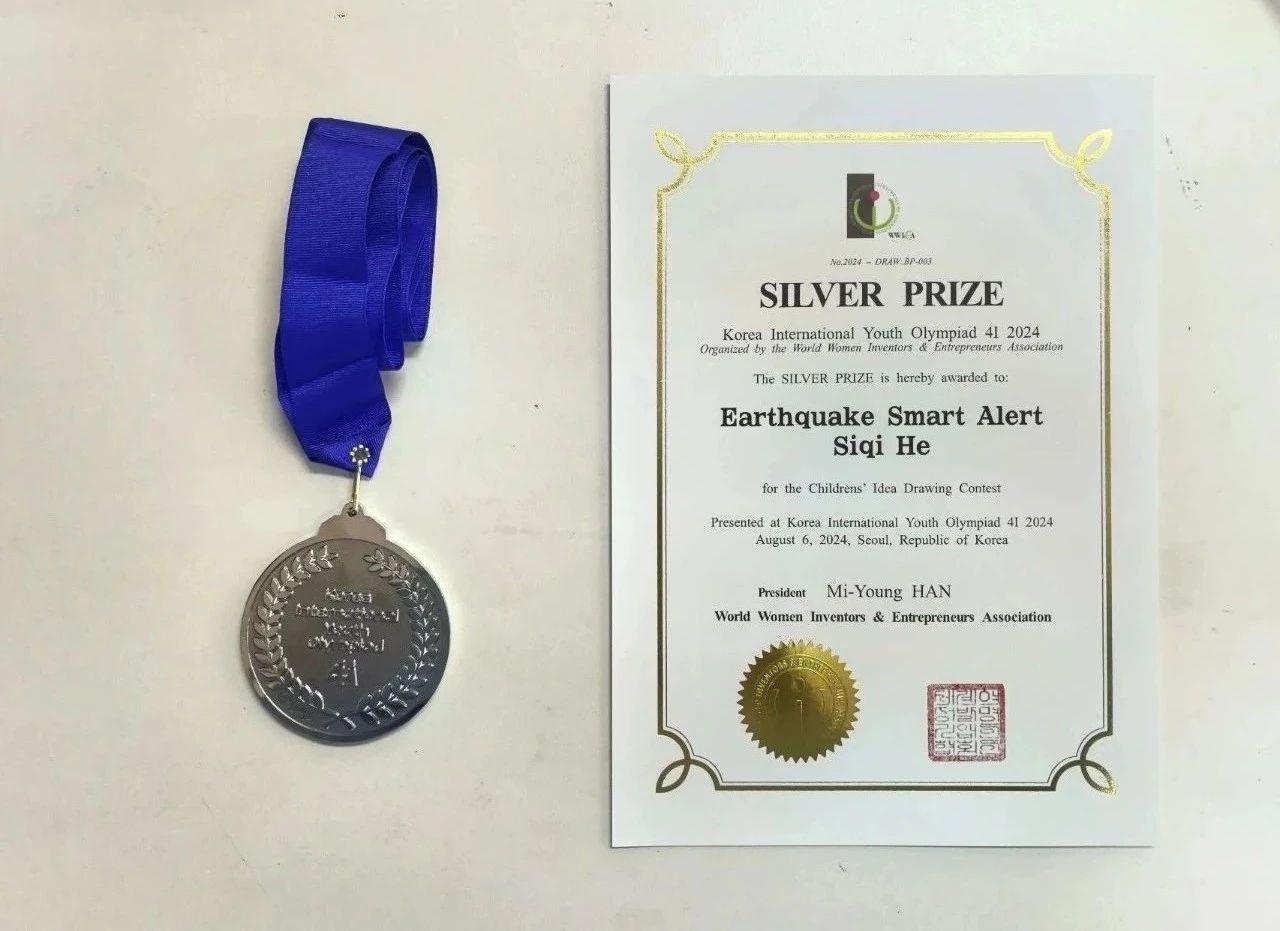 Korea
International
Youth
Olympiad
4I
WWIEA
No.2024 - DRAW-BP-003
SILVER PRIZE
Korea International Youth Olympiad 4I 2024
Organized by the World Women Inventors & Entrepreneurs Association
The SILVER PRIZE is hereby awarded to:
Earthquake Smart Alert
Siqi He
for the Childrens' Idea Drawing Contest
Presented at Korea International Youth Olympiad 4I 2024
August 6, 2024, Seoul, Republic of Korea
President Mi-Young HAN
World Women Inventors & Entrepreneurs Association